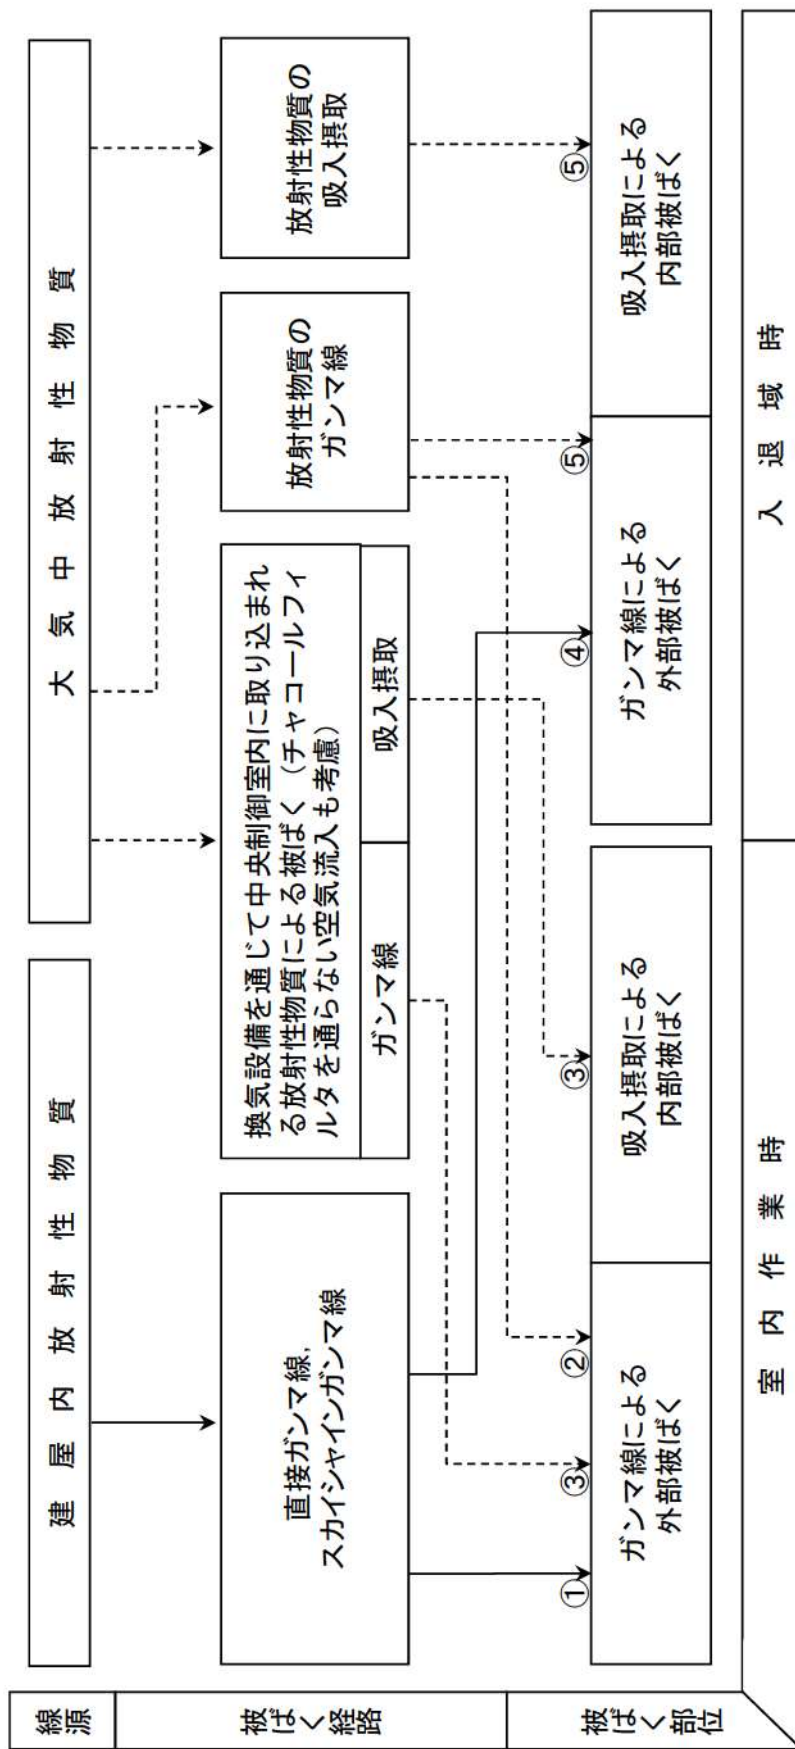 線源
建屋内放射性物質
大気中放射性物質
被ばく経路
直接ガンマ線,
スカイシャインガンマ線
換気設備を通じて中央制御室内に取り込まれ
る放射性物質による被ばく（チャコールフィ
ルタを通らない空気流入も考慮）
ガンマ線
吸入摂取
放射性物質の
ガンマ線
放射性物質の
吸入摂取
被ばく部位
①
③
②
③
④
⑤
⑤
ガンマ線による
外部被ばく
吸入摂取による
内部被ばく
ガンマ線による
外部被ばく
吸入摂取による
内部被ばく
室内作業時
入退域時